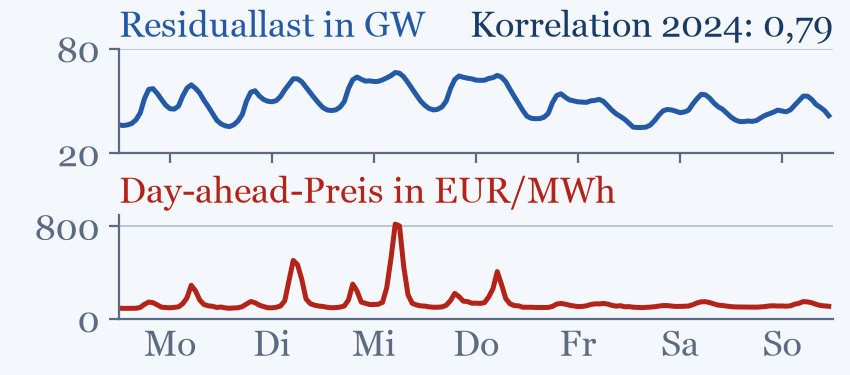 Residuallast in GW Korrelation 2024: 0,79
80
20
Day-ahead-Preis in EUR/MWh
800
0
Mo Di Mi Do Fr Sa So